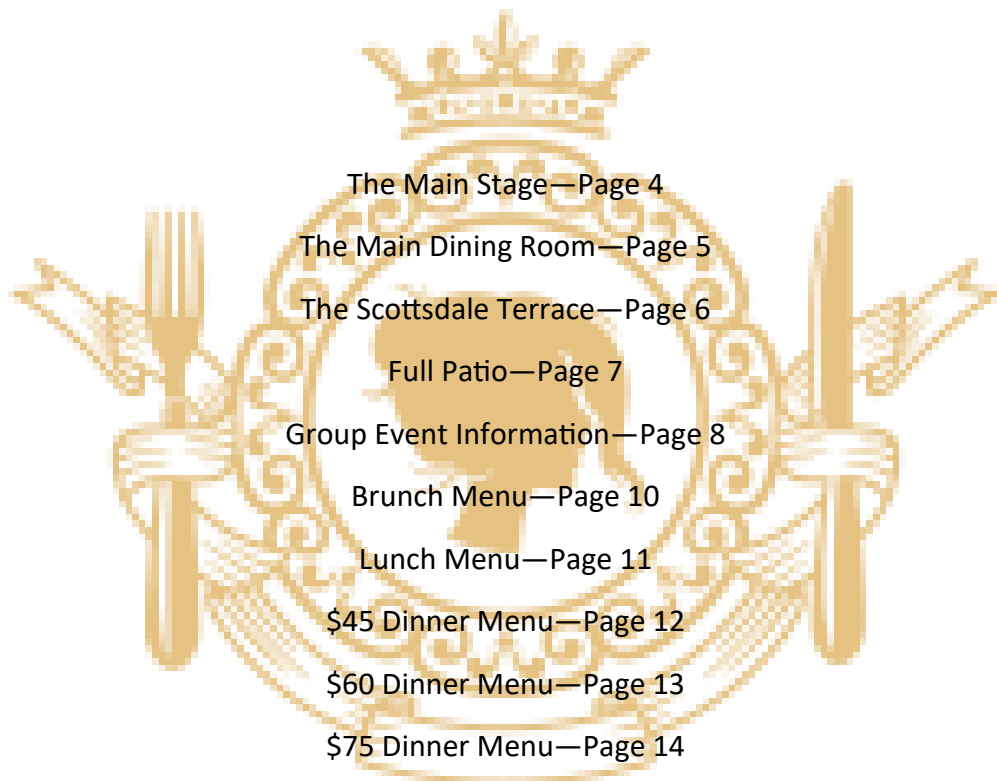 The Main Stage—Page 4
The Main Dining Room—Page 5
The Scottsdale Terrace—Page 6
Full Patio—Page 7
Group Event Information—Page 8
Brunch Menu—Page 10
Lunch Menu—Page 11
$45 Dinner Menu—Page 12
$60 Dinner Menu—Page 13
$75 Dinner Menu—Page 14